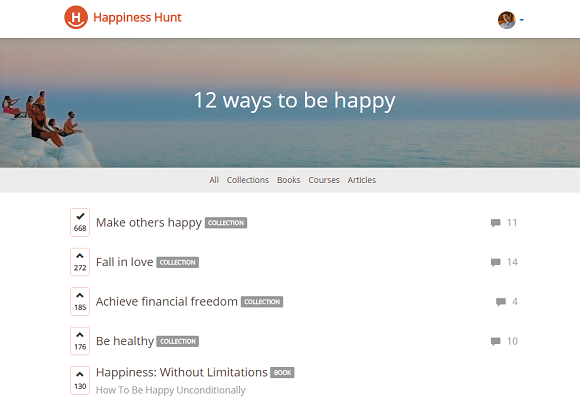 H Happiness Hunt
12 ways to be happy
All Collections Books Courses Articles
668 Make others happy COLLECTION 11
272 Fall in love COLLECTION 14
185 Achieve financial freedom COLLECTION 4
176 Be healthy COLLECTION 10
130 Happiness: Without Limitations BOOK
How To Be Happy Unconditionally